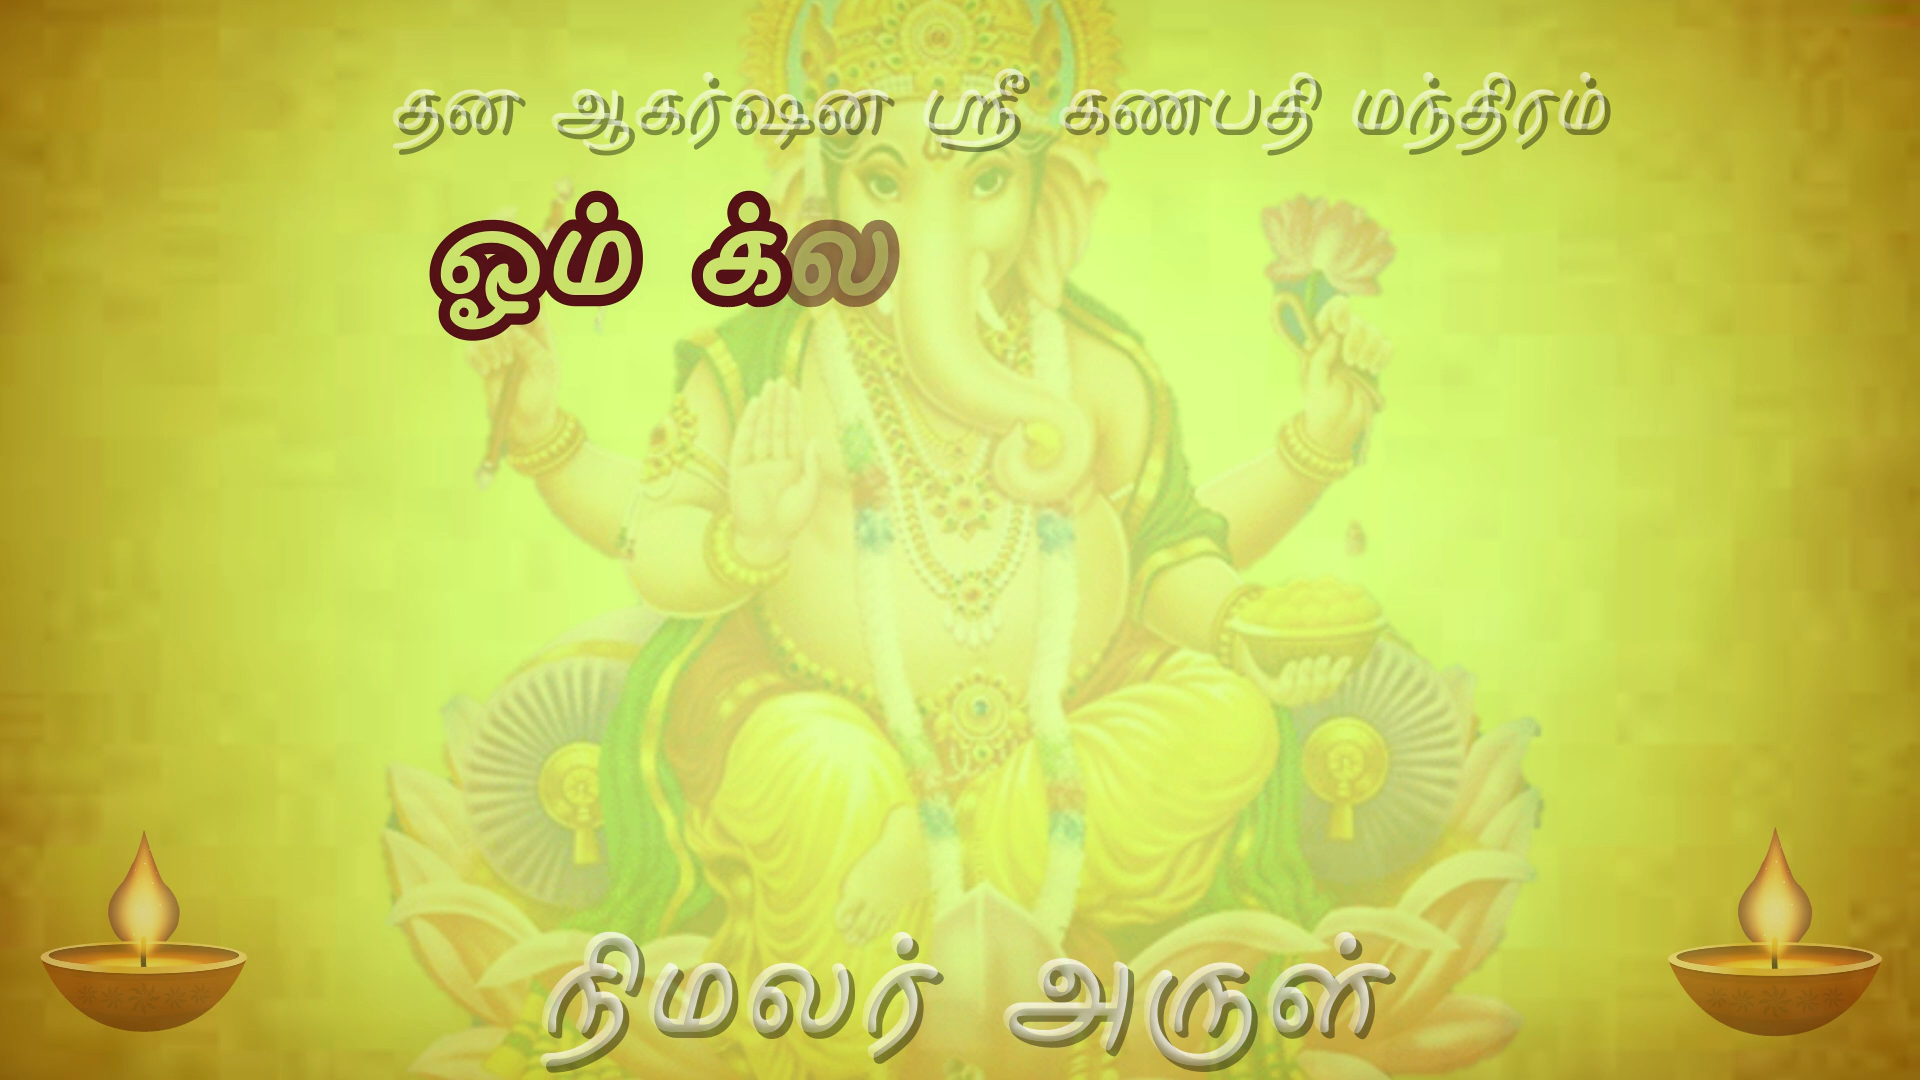 தன ஆகர்ஷன ஸ்ரீ கணபதி மந்திரம்
ஓம் க்ல
நிமலர் அருள்